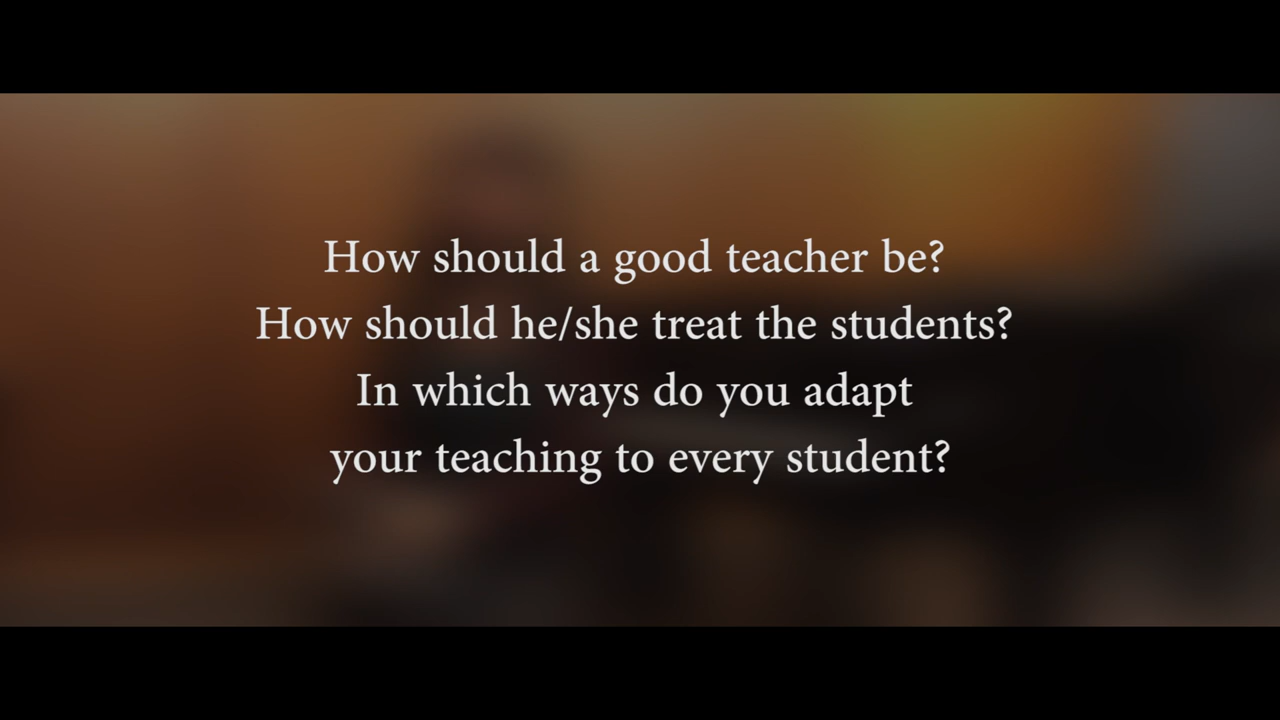 How should a good teacher be?
How should he/she treat the students?
In which ways do you adapt
your teaching to every student?